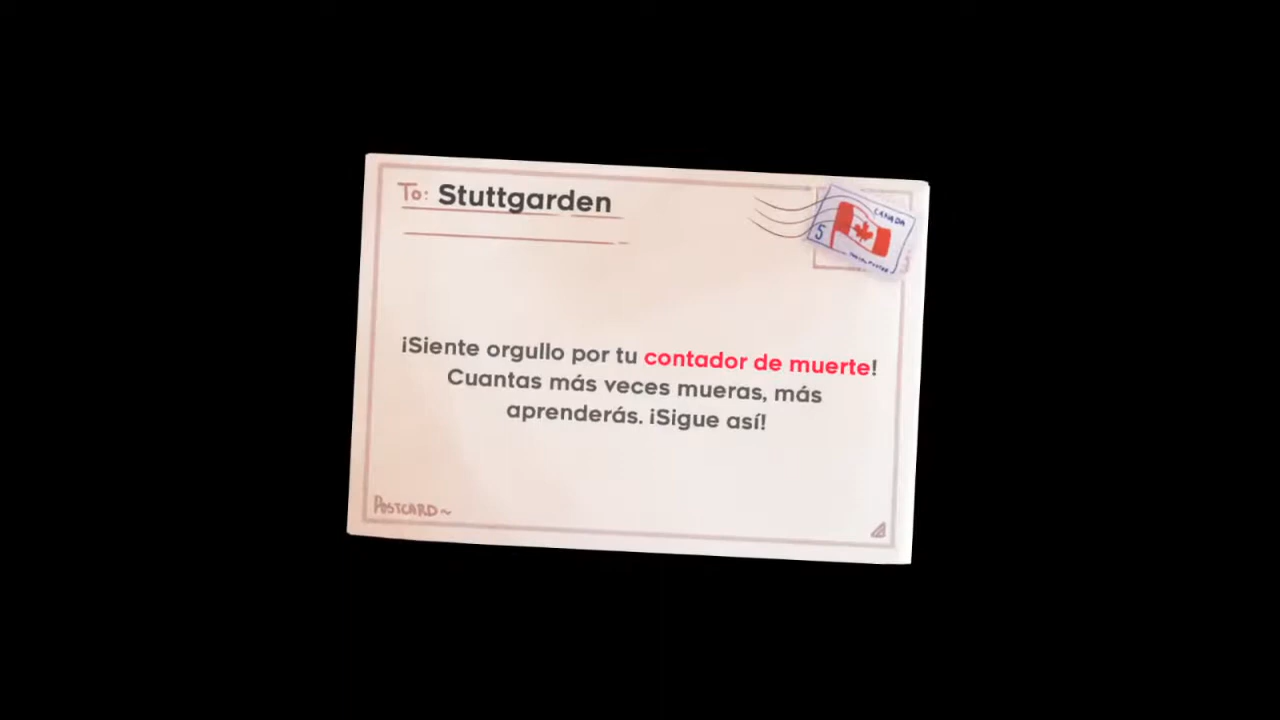 To: Stuttgarden
CANADA
5
¡Siente orgullo por tu contador de muerte!
Cuantas más veces mueras, más
aprenderás. ¡Sigue así!
POSTCARD~